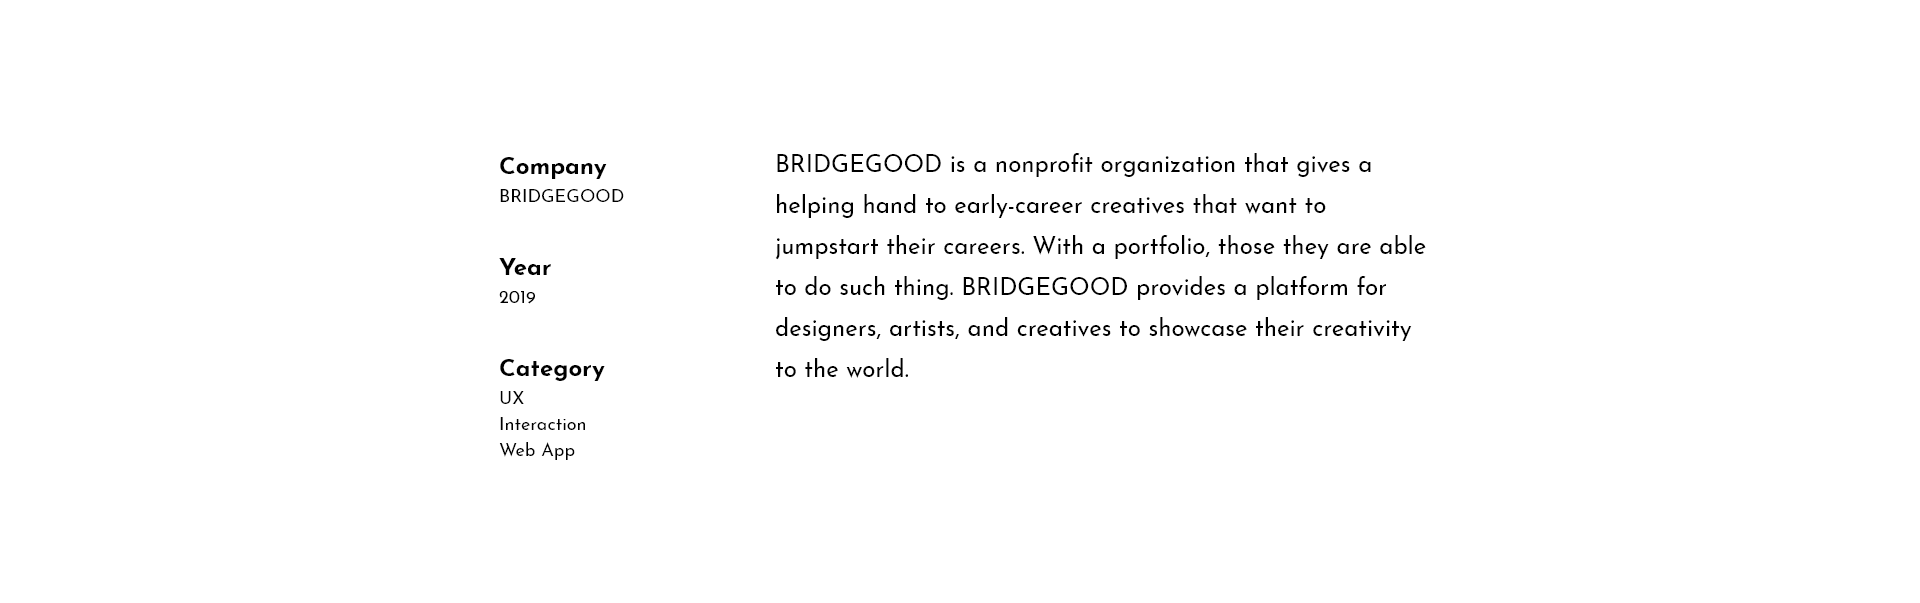 Company
BRIDGEGOOD
Year
2019
Category
UX
Interaction
Web App
BRIDGEGOOD is a nonprofit organization that gives a
helping hand to early-career creatives that want to
jumpstart their careers. With a portfolio, those they are able
to do such thing. BRIDGEGOOD provides a platform for
designers, artists, and creatives to showcase their creativity
to the world.